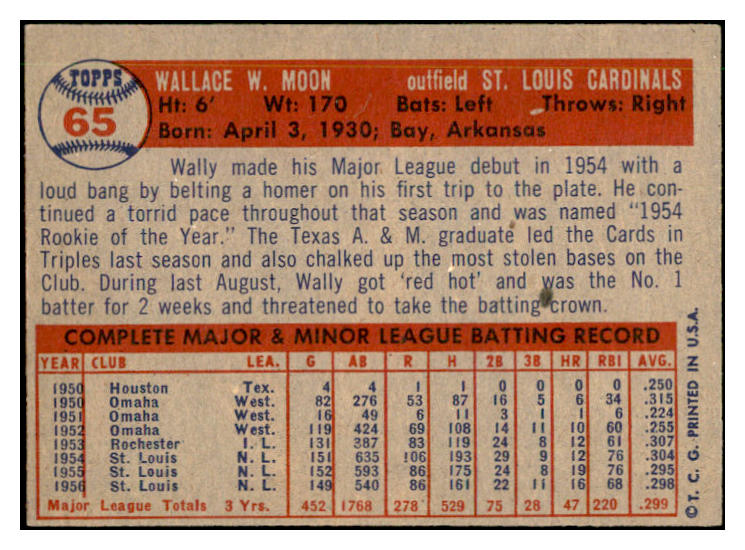 TOPPS
65
WALLACE W. MOON outfield ST. LOUIS CARDINALS
Ht: 6' Wt: 170 Bats: Left Throws: Right
Born: April 3, 1930; Bay, Arkansas
Wally made his Major League debut in 1954 with a
loud bang by belting a homer on his first trip to the plate. He con-
tinued a torrid pace throughout that season and was named "1954
Rookie of the Year." The Texas A. & M. graduate led the Cards in
Triples last season and also chalked up the most stolen bases on the
Club. During last August, Wally got 'red hot' and was the No. 1
batter for 2 weeks and threatened to take the batting crown.
COMPLETE MAJOR & MINOR LEAGUE BATTING RECORD
YEAR CLUB LEA. G AB R H 2B 3B HR RBI AVG.
1950 Houston Tex. 4 4 1 1 0 0 0 0 .250
1950 Omaha West. 82 276 53 87 16 5 6 34 .315
1951 Omaha West. 16 49 6 11 3 1 1 6 .224
1952 Omaha West. 119 424 69 108 14 11 10 60 .255
1953 Rochester I. L. 131 387 83 119 24 8 12 61 .307
1954 St. Louis N. L. 151 635 106 193 29 9 12 76 .304
1955 St. Louis N. L. 152 593 86 175 24 8 19 76 .295
1956 St. Louis N. L. 149 540 86 161 22 11 16 68 .298
Major League Totals 3 Yrs. 452 1768 278 529 75 28 47 220 .299
© T. C. G. PRINTED IN U.S.A.